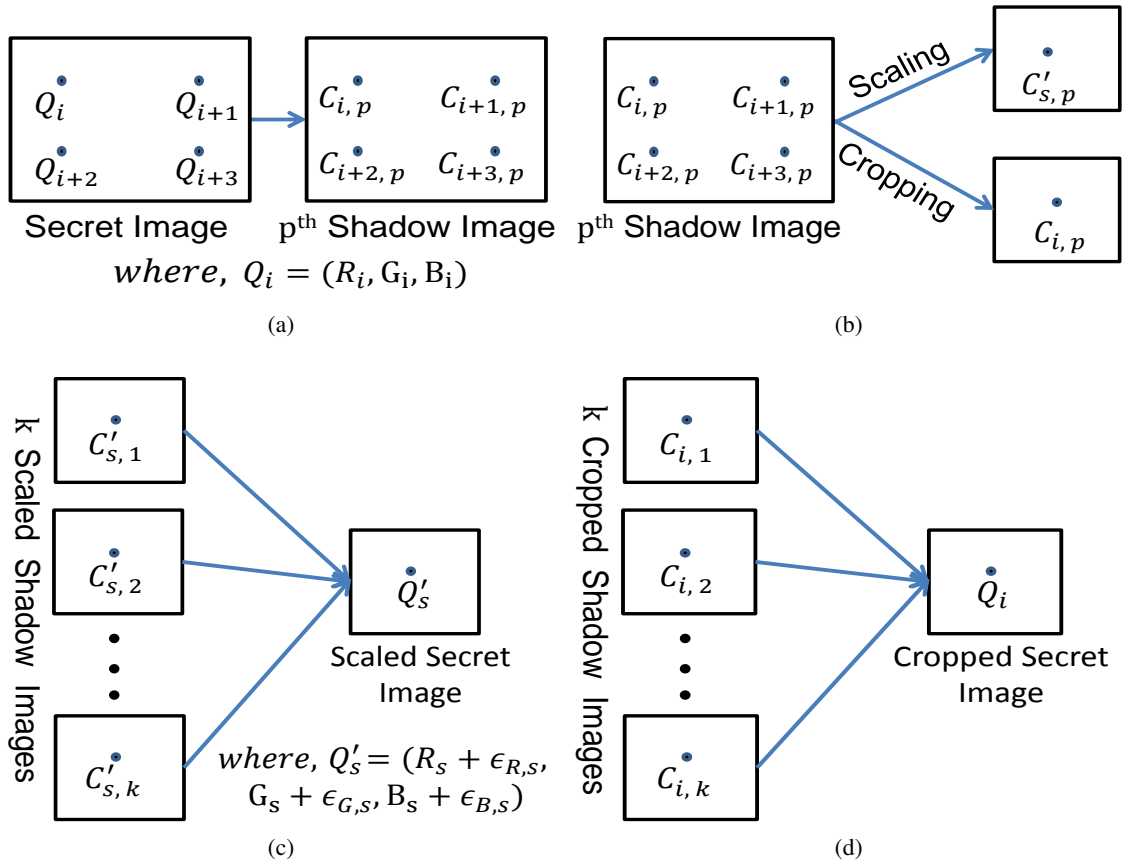 Q_i Q_{i+1} C_{i, p} C_{i+1, p}
Q_{i+2} Q_{i+3} C_{i+2, p} C_{i+3, p}
Secret Image p^{th} Shadow Image
where, Q_i = (R_i, G_i, B_i)
(a)
C_{i, p} C_{i+1, p}
C_{i+2, p} C_{i+3, p}
p^{th} Shadow Image
Scaling
Cropping
C'_{s, p}
C_{i, p}
(b)
k Scaled Shadow Images
C'_{s, 1}
C'_{s, 2}
C'_{s, k}
Q'_s
Scaled Secret
Image
where, Q'_s = (R_s + ϵ_{R,s},
G_s + ϵ_{G,s}, B_s + ϵ_{B,s})
(c)
k Cropped Shadow Images
C_{i, 1}
C_{i, 2}
C_{i, k}
Q_i
Cropped Secret
Image
(d)